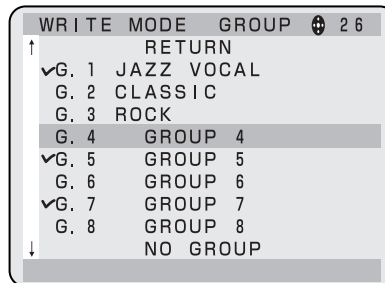 WRITE MODE GROUP 26
↑ RETURN
✓G. 1 JAZZ VOCAL
G. 2 CLASSIC
G. 3 ROCK
G. 4 GROUP 4
✓G. 5 GROUP 5
G. 6 GROUP 6
✓G. 7 GROUP 7
G. 8 GROUP 8
↓ NO GROUP